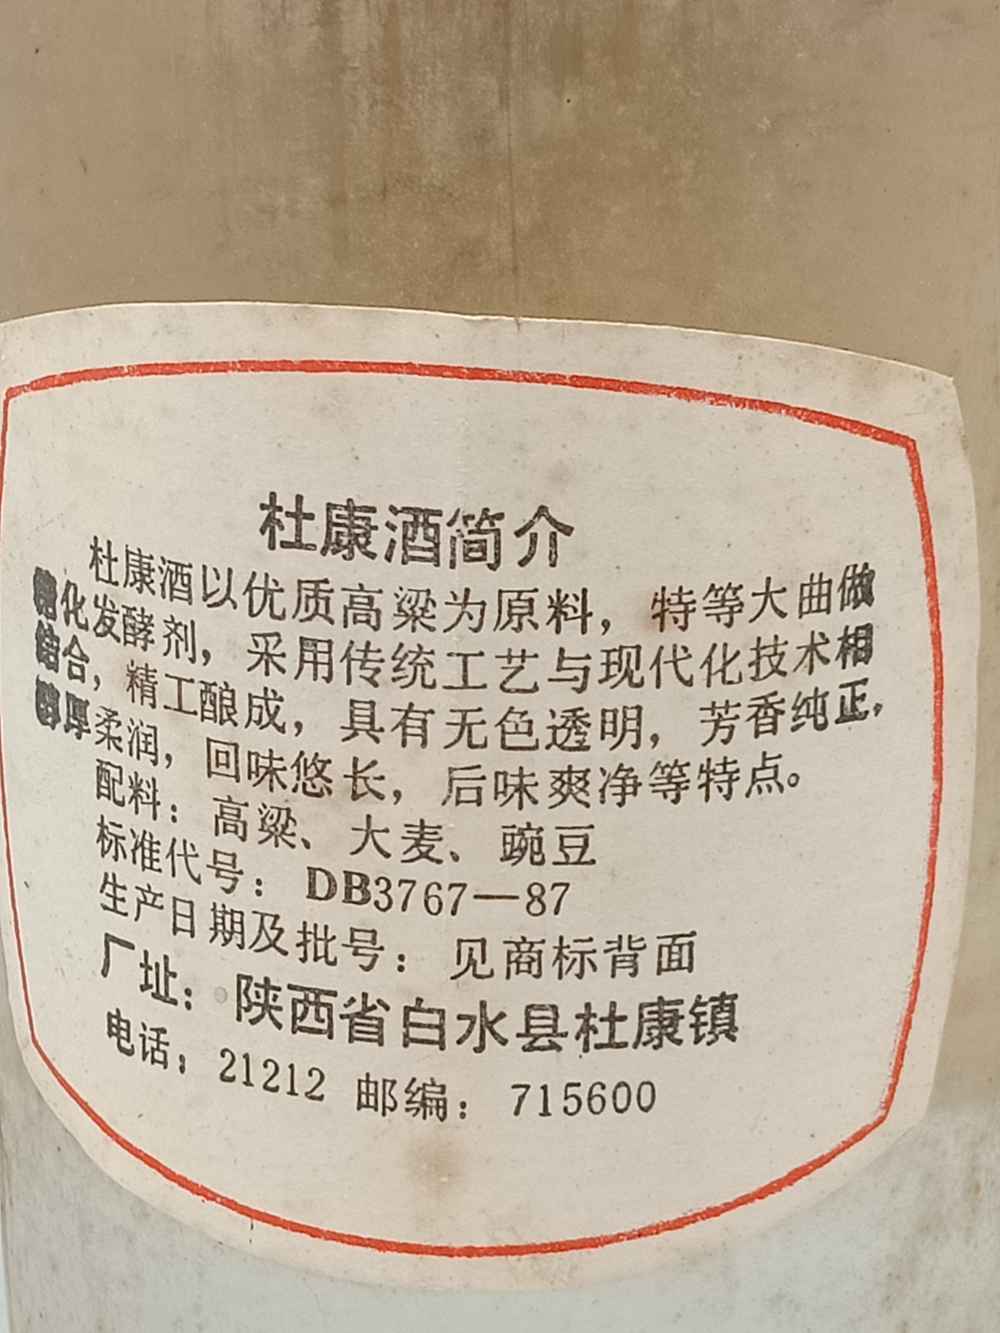 杜康酒简介
杜康酒以优质高粱为原料，特等大曲做
糖化发酵剂，采用传统工艺与现代化技术相
结合，精工酿成，具有无色透明，芳香纯正，
醇厚柔润，回味悠长，后味爽净等特点。
配料：高粱、大麦、豌豆
标准代号：DB3767—87
生产日期及批号：见商标背面
厂址：陕西省白水县杜康镇
电话：21212 邮编：715600